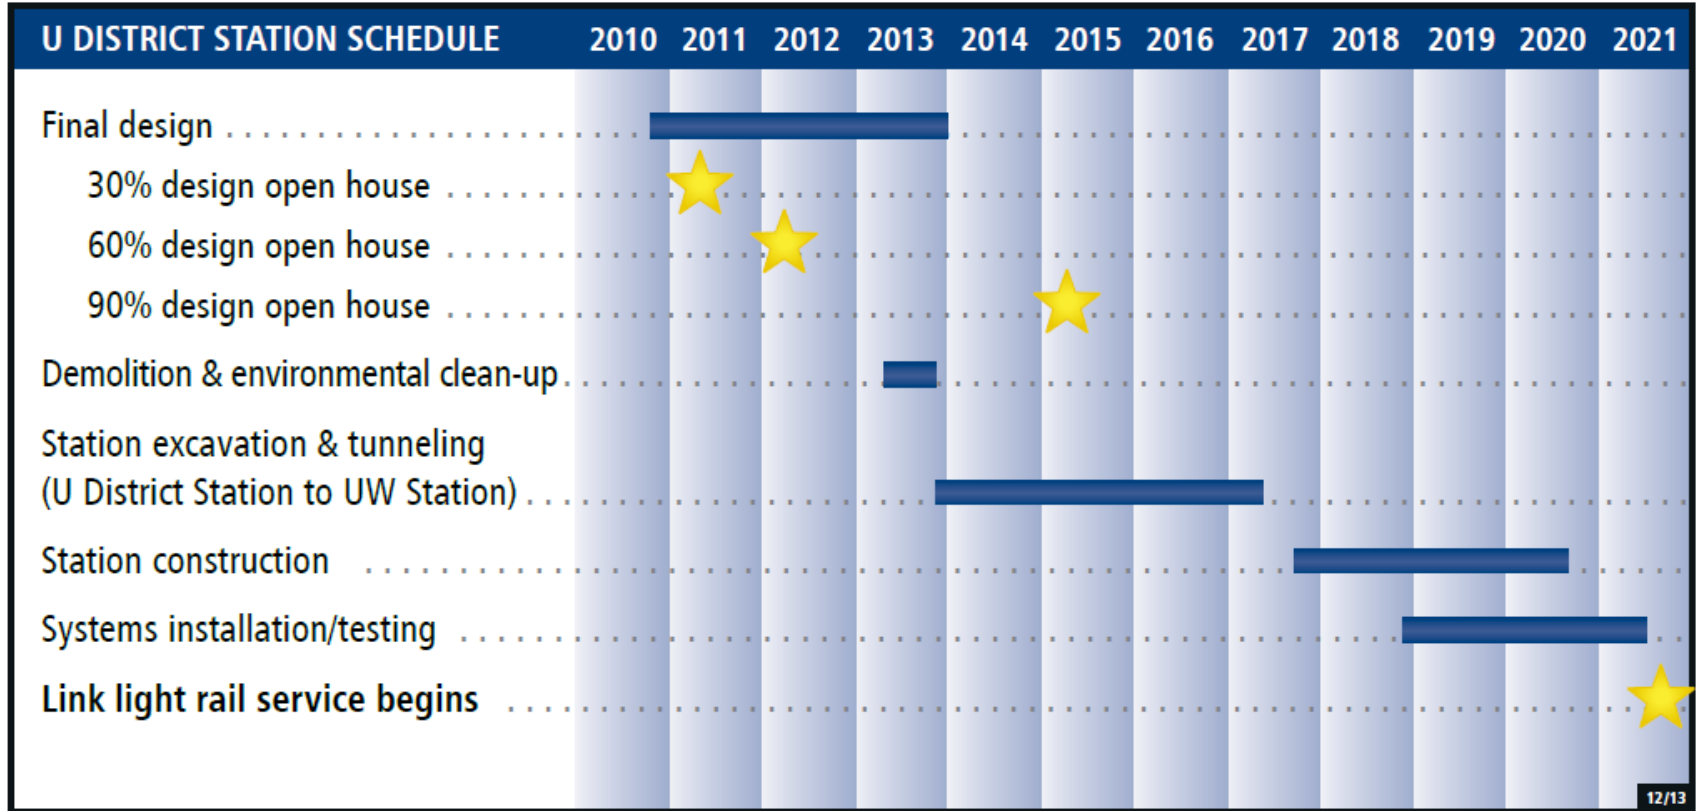 U DISTRICT STATION SCHEDULE 2010 2011 2012 2013 2014 2015 2016 2017 2018 2019 2020 2021
Final design
30% design open house
60% design open house
90% design open house
Demolition & environmental clean-up
Station excavation & tunneling
(U District Station to UW Station)
Station construction
Systems installation/testing
Link light rail service begins
12/13